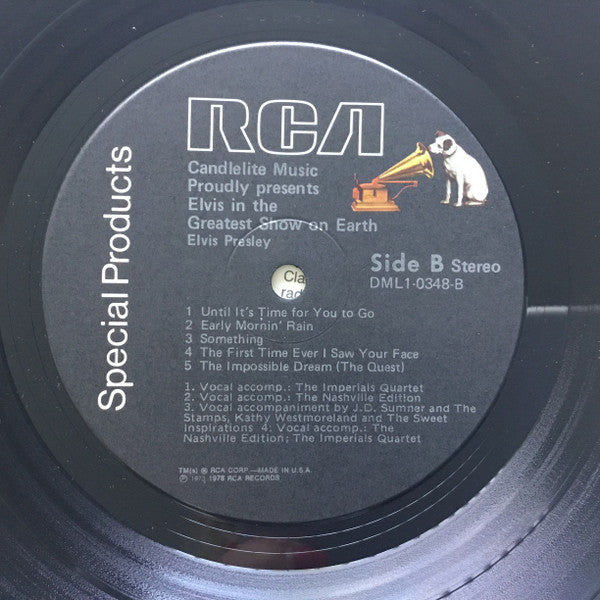 RCA
Special Products
Candlelite Music
Proudly presents
Elvis in the
Greatest Show on Earth
Elvis Presley
Side B Stereo
DML1-0348-B
Cla
rad
1 Until It's Time for You to Go
2 Early Mornin' Rain
3 Something
4 The First Time Ever I Saw Your Face
5 The Impossible Dream (The Quest)
1. Vocal accomp.: The Imperials Quartet
2. Vocal accomp.: The Nashville Edition
3. Vocal accompaniment by J.D. Sumner and The
Stamps, Kathy Westmoreland and The Sweet
Inspirations 4. Vocal accomp.: The
Nashville Edition; The Imperials Quartet
TM(s) ® RCA CORP.—MADE IN U.S.A.
℗ 1978 RCA RECORDS